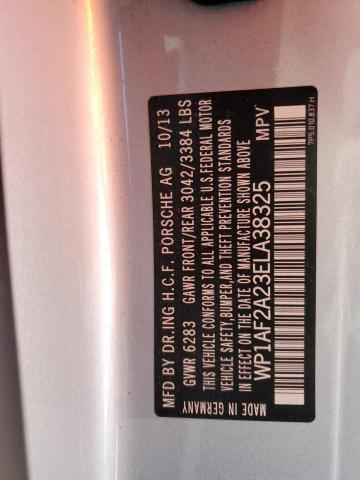 MFD BY DR.ING H.C.F. PORSCHE AG 10/13
GVWR 6283 GAWR FRONT/REAR 3042/3384 LBS
THIS VEHICLE CONFORMS TO ALL APPLICABLE U.S.FEDERAL MOTOR
VEHICLE SAFETY,BUMPER,AND THEFT PREVENTION STANDARDS
IN EFFECT ON THE DATE OF MANUFACTURE SHOWN ABOVE
WP1AF2A23ELA38325 MPV
MADE IN GERMANY
7P5.010.837.H